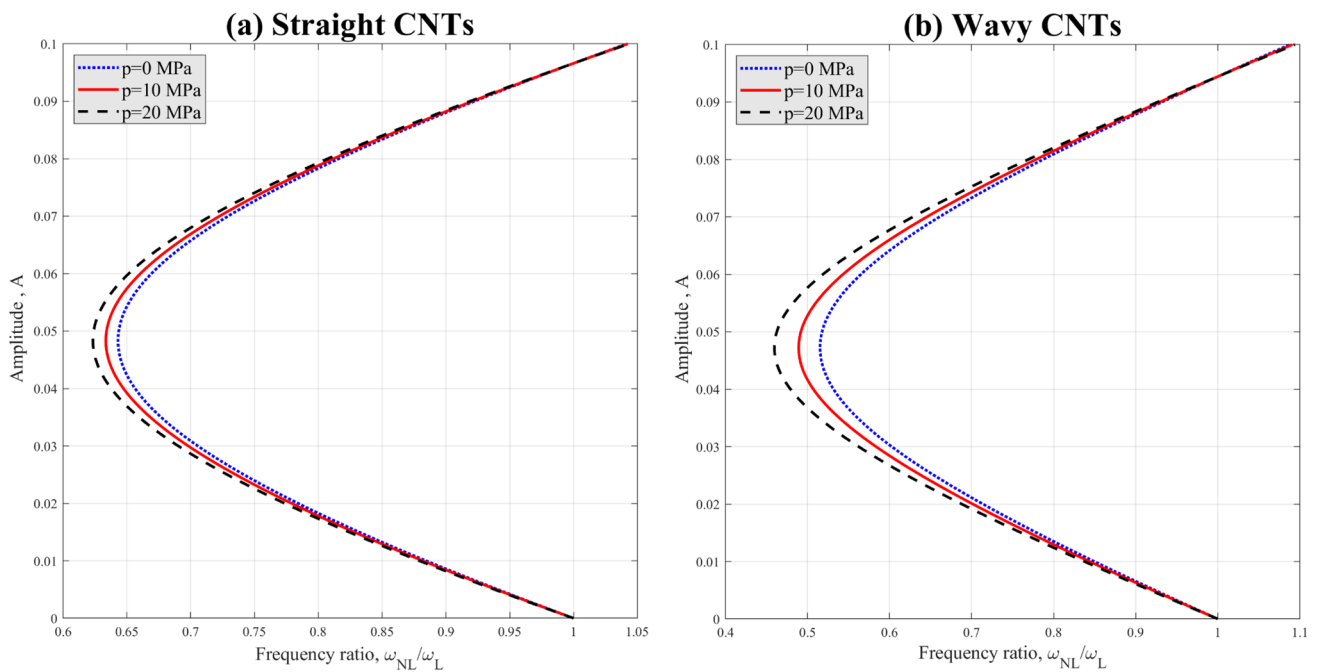 (a) Straight CNTs
p=0 MPa
p=10 MPa
p=20 MPa
0.1
0.09
0.08
0.07
0.06
0.05
0.04
0.03
0.02
0.01
0
Amplitude , A
0.6 0.65 0.7 0.75 0.8 0.85 0.9 0.95 1 1.05
Frequency ratio, ω_NL/ω_L
(b) Wavy CNTs
p=0 MPa
p=10 MPa
p=20 MPa
0.1
0.09
0.08
0.07
0.06
0.05
0.04
0.03
0.02
0.01
0
Amplitude , A
0.4 0.5 0.6 0.7 0.8 0.9 1 1.1
Frequency ratio, ω_NL/ω_L